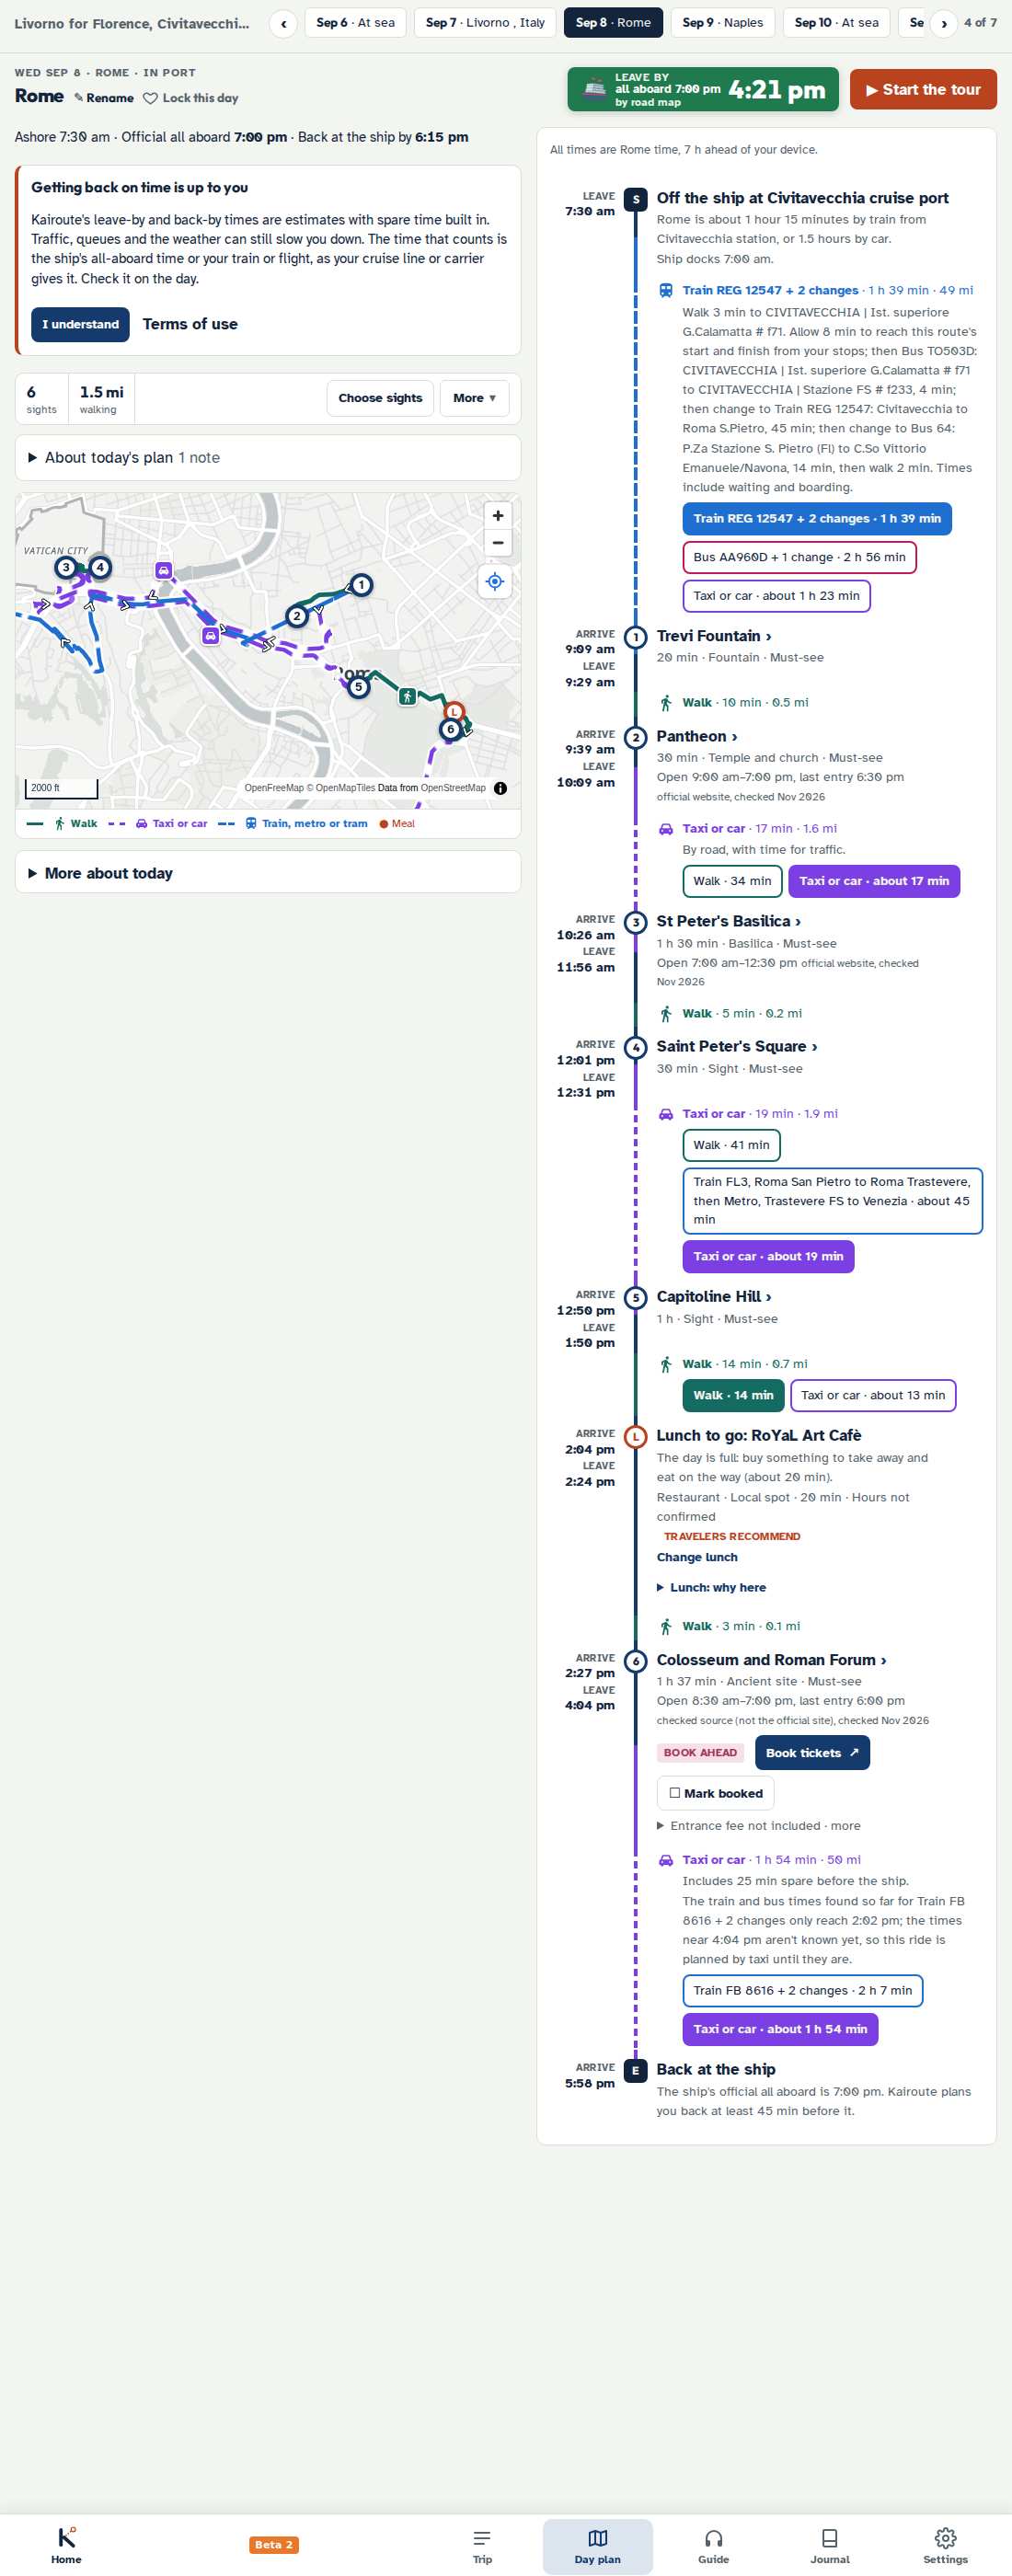 Livorno for Florence, Civitavecchi...
‹
Sep 6 · At sea
Sep 7 · Livorno , Italy
Sep 8 · Rome
Sep 9 · Naples
Sep 10 · At sea
Se
›
4 of 7
WED SEP 8 · ROME · IN PORT
Rome
✎ Rename
Lock this day
LEAVE BY
all aboard 7:00 pm
by road map
4:21 pm
▶ Start the tour
Ashore 7:30 am · Official all aboard 7:00 pm · Back at the ship by 6:15 pm
Getting back on time is up to you
Kairoute's leave-by and back-by times are estimates with spare time built in.
Traffic, queues and the weather can still slow you down. The time that counts is
the ship's all-aboard time or your train or flight, as your cruise line or carrier
gives it. Check it on the day.
I understand
Terms of use
6
sights
1.5 mi
walking
Choose sights
More ▾
▶ About today's plan 1 note
VATICAN CITY
3
4
1
2
5
L
6
+
−
2000 ft
OpenFreeMap © OpenMapTiles Data from OpenStreetMap
Walk
Taxi or car
Train, metro or tram
Meal
▶ More about today
All times are Rome time, 7 h ahead of your device.
LEAVE
7:30 am
S
Off the ship at Civitavecchia cruise port
Rome is about 1 hour 15 minutes by train from
Civitavecchia station, or 1.5 hours by car.
Ship docks 7:00 am.
Train REG 12547 + 2 changes · 1 h 39 min · 49 mi
Walk 3 min to CIVITAVECCHIA | Ist. superiore
G.Calamatta # f71. Allow 8 min to reach this route's
start and finish from your stops; then Bus TO503D:
CIVITAVECCHIA | Ist. superiore G.Calamatta # f71
to CIVITAVECCHIA | Stazione FS # f233, 4 min;
then change to Train REG 12547: Civitavecchia to
Roma S.Pietro, 45 min; then change to Bus 64:
P.Za Stazione S. Pietro (Fl) to C.So Vittorio
Emanuele/Navona, 14 min, then walk 2 min. Times
include waiting and boarding.
Train REG 12547 + 2 changes · 1 h 39 min
Bus AA960D + 1 change · 2 h 56 min
Taxi or car · about 1 h 23 min
ARRIVE
9:09 am
LEAVE
9:29 am
1
Trevi Fountain ›
20 min · Fountain · Must-see
Walk · 10 min · 0.5 mi
ARRIVE
9:39 am
LEAVE
10:09 am
2
Pantheon ›
30 min · Temple and church · Must-see
Open 9:00 am–7:00 pm, last entry 6:30 pm
official website, checked Nov 2026
Taxi or car · 17 min · 1.6 mi
By road, with time for traffic.
Walk · 34 min
Taxi or car · about 17 min
ARRIVE
10:26 am
LEAVE
11:56 am
3
St Peter's Basilica ›
1 h 30 min · Basilica · Must-see
Open 7:00 am–12:30 pm official website, checked
Nov 2026
Walk · 5 min · 0.2 mi
ARRIVE
12:01 pm
LEAVE
12:31 pm
4
Saint Peter's Square ›
30 min · Sight · Must-see
Taxi or car · 19 min · 1.9 mi
Walk · 41 min
Train FL3, Roma San Pietro to Roma Trastevere,
then Metro, Trastevere FS to Venezia · about 45
min
Taxi or car · about 19 min
ARRIVE
12:50 pm
LEAVE
1:50 pm
5
Capitoline Hill ›
1 h · Sight · Must-see
Walk · 14 min · 0.7 mi
Walk · 14 min
Taxi or car · about 13 min
ARRIVE
2:04 pm
LEAVE
2:24 pm
L
Lunch to go: RoYaL Art Cafè
The day is full: buy something to take away and
eat on the way (about 20 min).
Restaurant · Local spot · 20 min · Hours not
confirmed
TRAVELERS RECOMMEND
Change lunch
▶ Lunch: why here
Walk · 3 min · 0.1 mi
ARRIVE
2:27 pm
LEAVE
4:04 pm
6
Colosseum and Roman Forum ›
1 h 37 min · Ancient site · Must-see
Open 8:30 am–7:00 pm, last entry 6:00 pm
checked source (not the official site), checked Nov 2026
BOOK AHEAD
Book tickets ↗
☐ Mark booked
▶ Entrance fee not included · more
Taxi or car · 1 h 54 min · 50 mi
Includes 25 min spare before the ship.
The train and bus times found so far for Train FB
8616 + 2 changes only reach 2:02 pm; the times
near 4:04 pm aren't known yet, so this ride is
planned by taxi until they are.
Train FB 8616 + 2 changes · 2 h 7 min
Taxi or car · about 1 h 54 min
ARRIVE
5:58 pm
E
Back at the ship
The ship's official all aboard is 7:00 pm. Kairoute plans
you back at least 45 min before it.
Home
Beta 2
Trip
Day plan
Guide
Journal
Settings